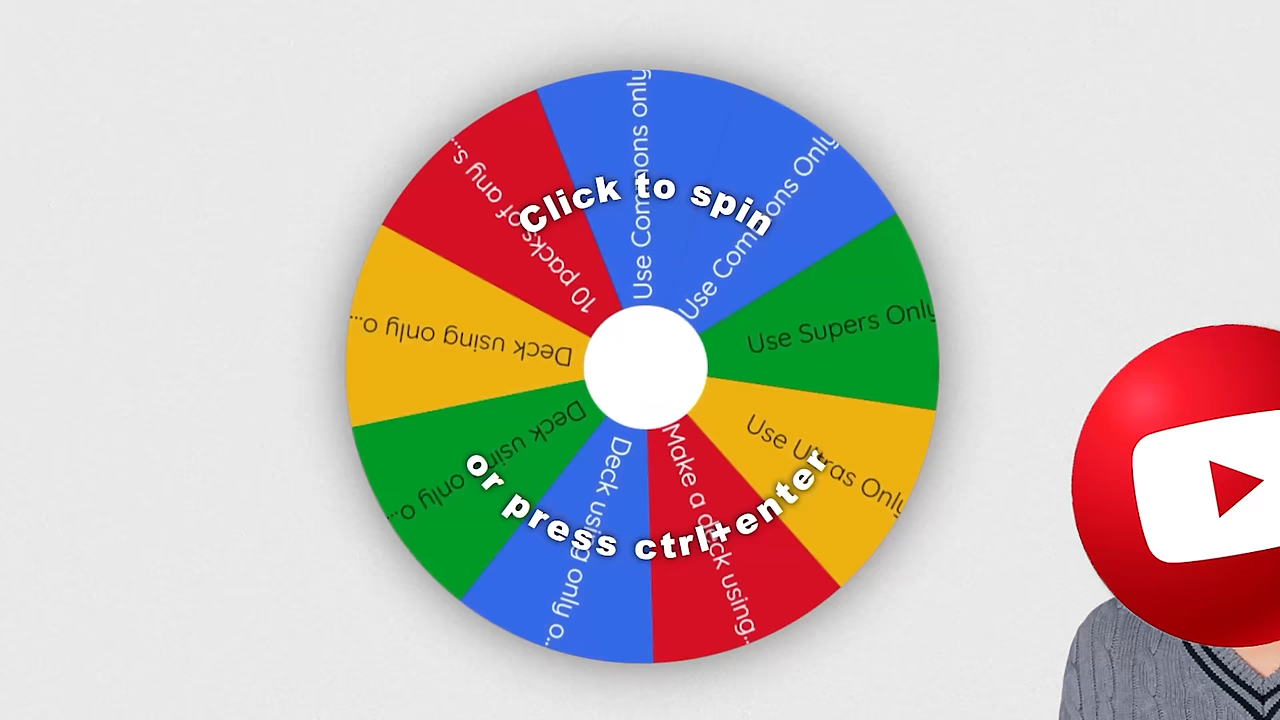 Click to spin
or press ctrl+enter
Use Commons only
Use Commons Only
Use Supers Only
Use Ultras Only
Make a deck using...
Deck using only o...
Deck using only o...
Deck using only o...
10 packs of any s...